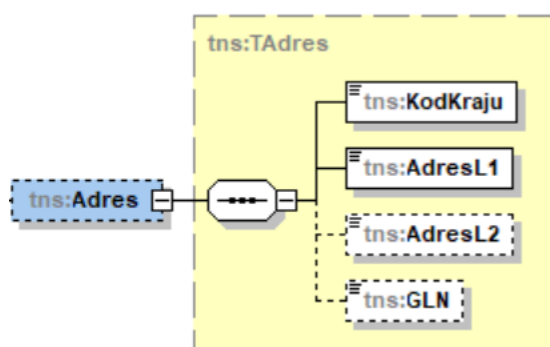 tns:TAdres
tns:KodKraju
tns:AdresL1
tns:Adres
tns:AdresL2
tns:GLN